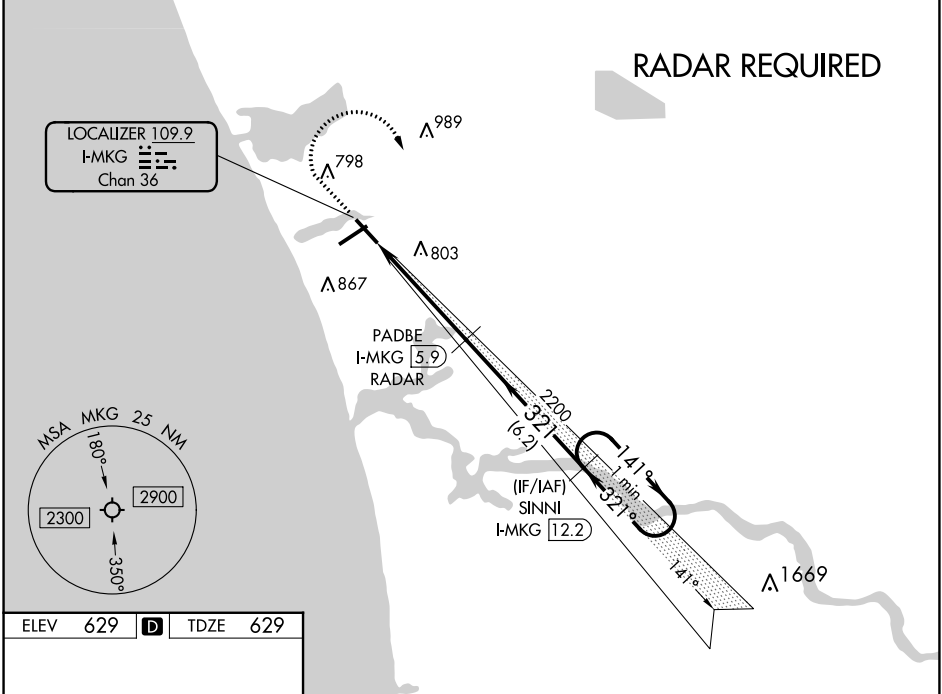 RADAR REQUIRED
LOCALIZER 109.9
I-MKG
Chan 36
989
798
803
867
PADBE
I-MKG 5.9
RADAR
2200
321
(6.2)
141°
1 min
321°
(IF/IAF)
SINNI
I-MKG 12.2
141°
1669
MSA MKG 25 NM
180°
2900
2300
350°
ELEV 629 D TDZE 629